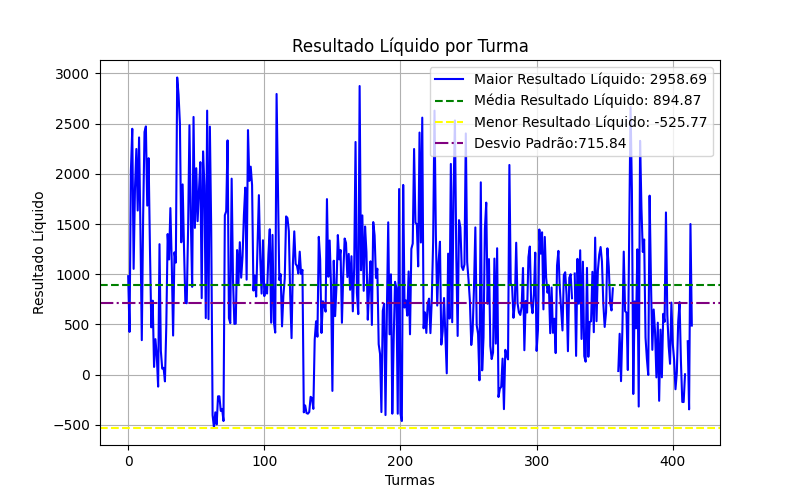 Resultado Líquido por Turma
Maior Resultado Líquido: 2958.69
Média Resultado Líquido: 894.87
Menor Resultado Líquido: -525.77
Desvio Padrão:715.84
Resultado Líquido
3000
2500
2000
1500
1000
500
0
−500
0 100 200 300 400
Turmas